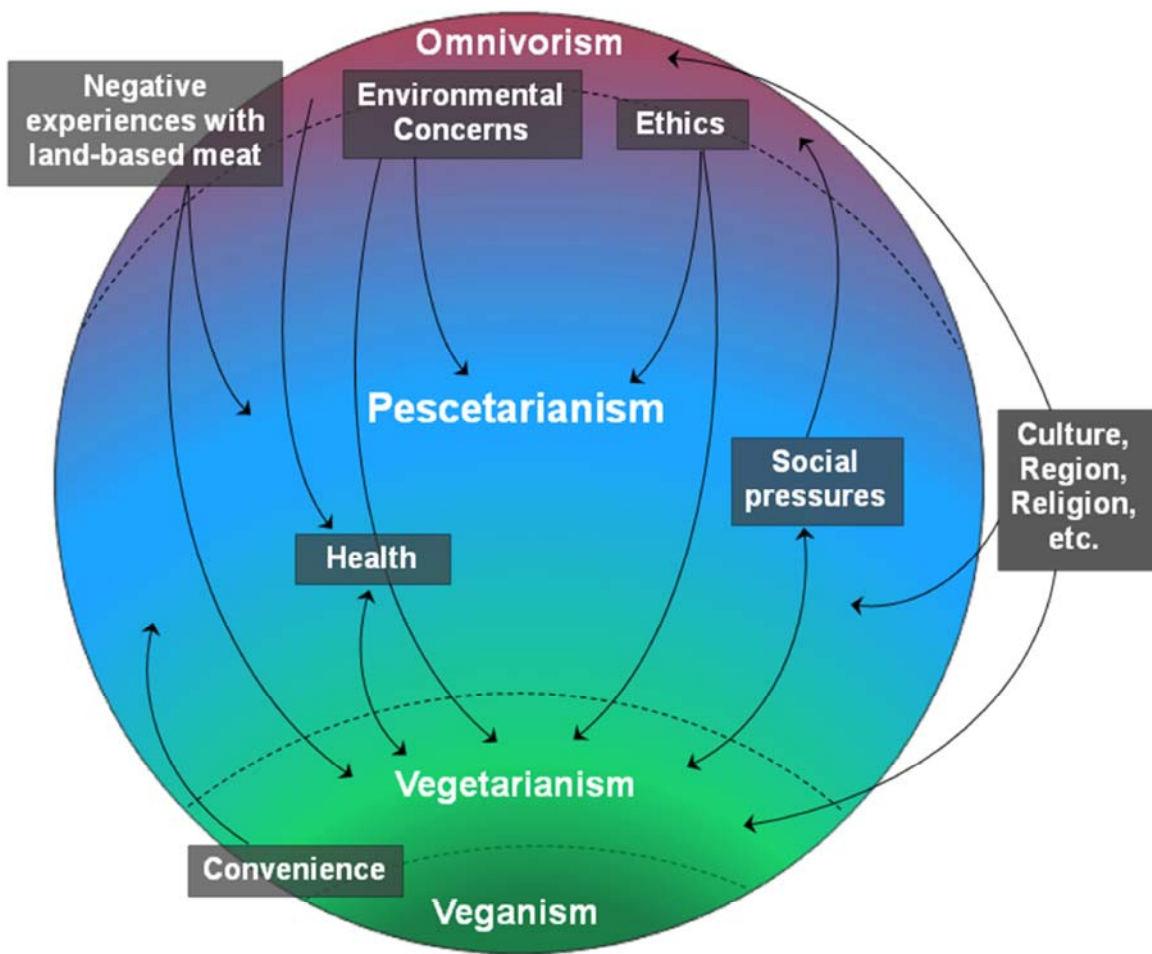 Omnivorism
Negative
experiences with
land-based meat
Environmental
Concerns
Ethics
Pescetarianism
Social
pressures
Culture,
Region,
Religion,
etc.
Health
Vegetarianism
Convenience
Veganism